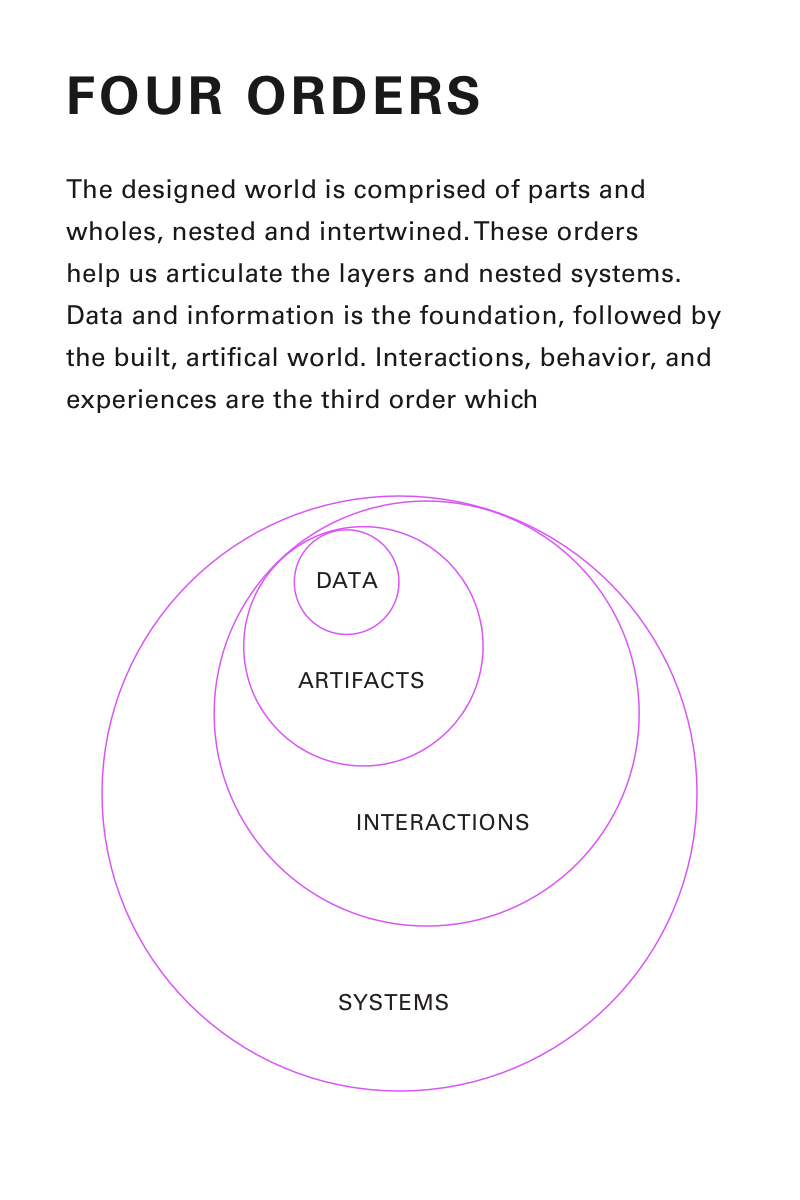 FOUR ORDERS
The designed world is comprised of parts and
wholes, nested and intertwined. These orders
help us articulate the layers and nested systems.
Data and information is the foundation, followed by
the built, artifical world. Interactions, behavior, and
experiences are the third order which
DATA
ARTIFACTS
INTERACTIONS
SYSTEMS